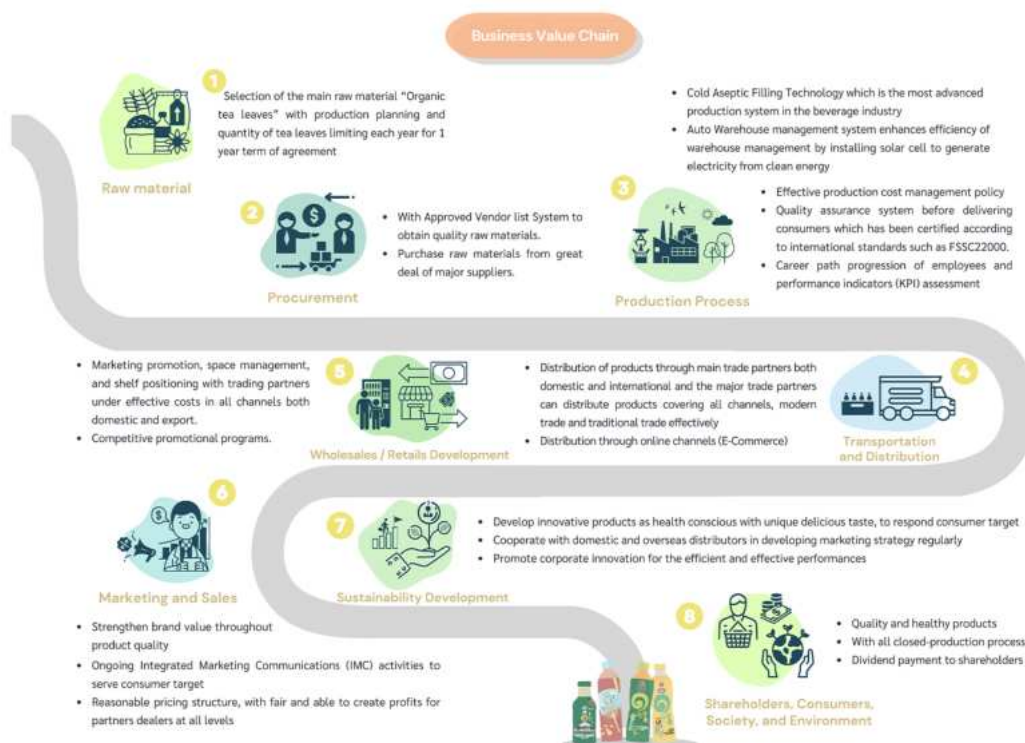 Business Value Chain
1
Selection of the main raw material "Organic
tea leaves" with production planning and
quantity of tea leaves limiting each year for 1
year term of agreement
Raw material
2
• With Approved Vendor list System to
obtain quality raw materials.
• Purchase raw materials from great
deal of major suppliers.
Procurement
• Cold Aseptic Filling Technology which is the most advanced
production system in the beverage industry
• Auto Warehouse management system enhances efficiency of
warehouse management by installing solar cell to generate
electricity from clean energy
3
• Effective production cost management policy
• Quality assurance system before delivering
consumers which has been certified according
to international standards such as FSSC22000.
• Career path progression of employees and
performance indicators (KPI) assessment
Production Process
4
• Distribution of products through main trade partners both
domestic and international and the major trade partners
can distribute products covering all channels, modern
trade and traditional trade effectively
• Distribution through online channels (E-Commerce)
Transportation
and Distribution
5
• Marketing promotion, space management,
and shelf positioning with trading partners
under effective costs in all channels both
domestic and export.
• Competitive promotional programs.
Wholesales / Retails Development
6
Marketing and Sales
• Strengthen brand value throughout
product quality
• Ongoing Integrated Marketing Communications (IMC) activities to
serve consumer target
• Reasonable pricing structure, with fair and able to create profits for
partners dealers at all levels
7
• Develop innovative products as health conscious with unique delicious taste, to respond consumer target
• Cooperate with domestic and overseas distributors in developing marketing strategy regularly
• Promote corporate innovation for the efficient and effective performances
Sustainability Development
8
• Quality and healthy products
• With all closed-production process
• Dividend payment to shareholders
Shareholders, Consumers,
Society, and Environment